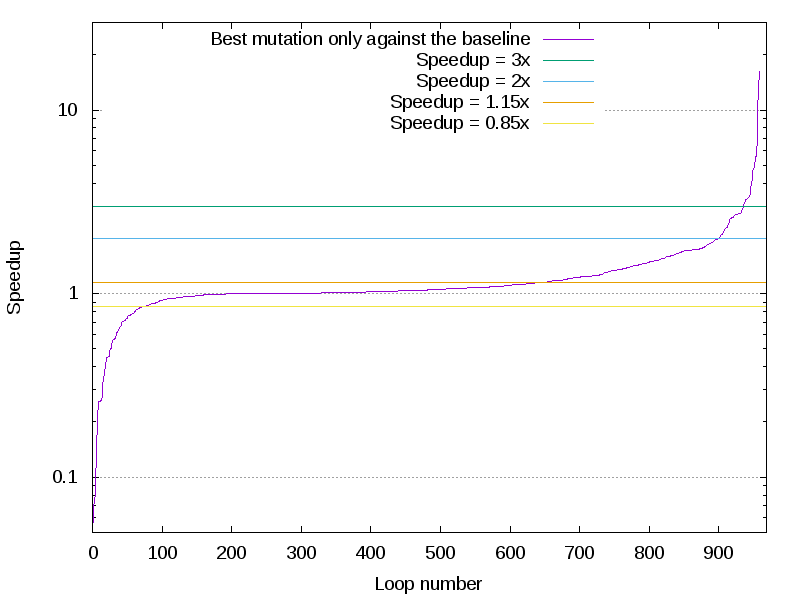 Best mutation only against the baseline
Speedup = 3x
Speedup = 2x
Speedup = 1.15x
Speedup = 0.85x
10
1
0.1
Speedup
0 100 200 300 400 500 600 700 800 900
Loop number